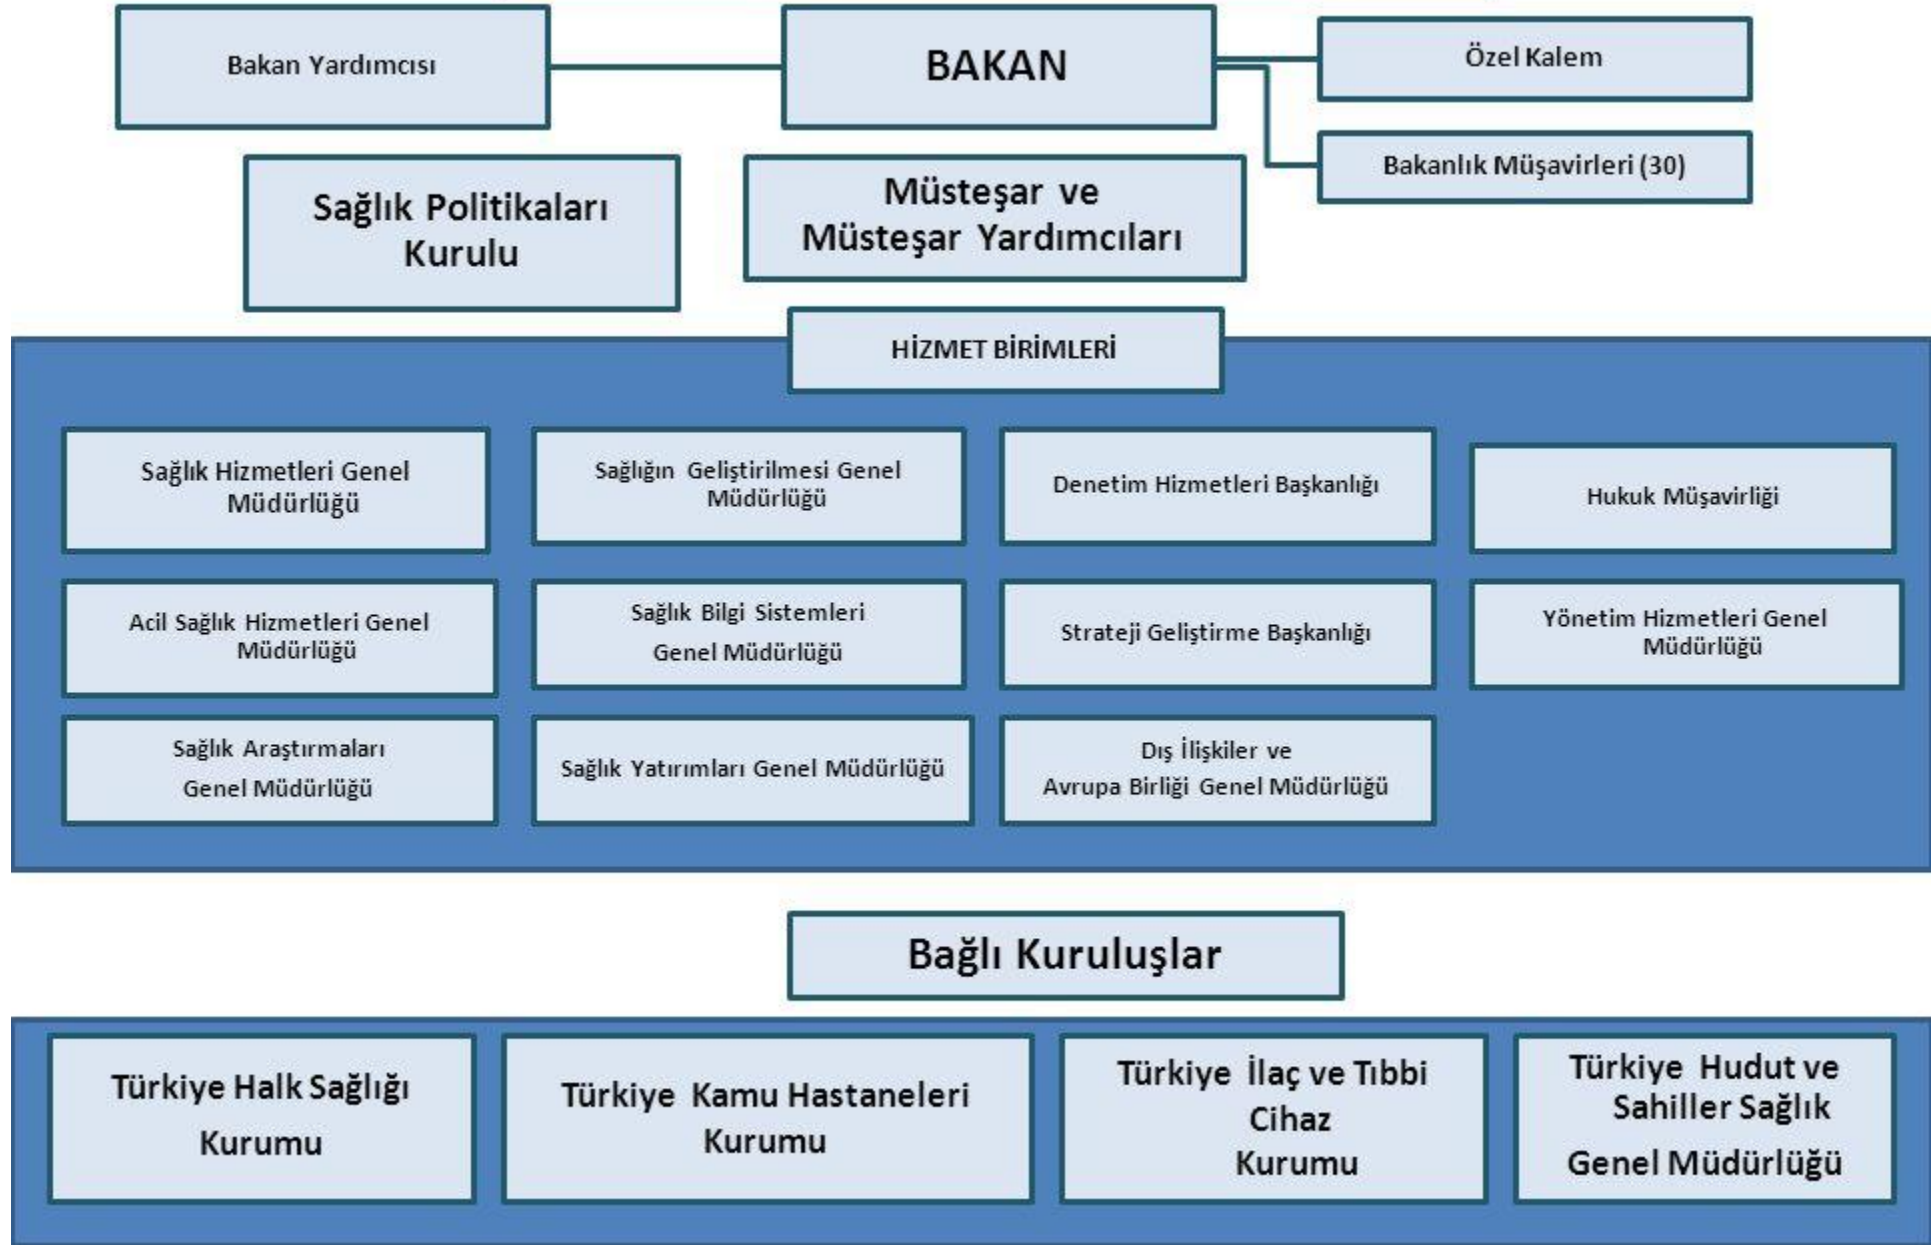 Bakan Yardımcısı
BAKAN
Özel Kalem
Bakanlık Müşavirleri (30)
Sağlık Politikaları
Kurulu
Müsteşar ve
Müsteşar Yardımcıları
HİZMET BİRİMLERİ
Sağlık Hizmetleri Genel
Müdürlüğü
Sağlığın Geliştirilmesi Genel
Müdürlüğü
Denetim Hizmetleri Başkanlığı
Hukuk Müşavirliği
Acil Sağlık Hizmetleri Genel
Müdürlüğü
Sağlık Bilgi Sistemleri
Genel Müdürlüğü
Strateji Geliştirme Başkanlığı
Yönetim Hizmetleri Genel
Müdürlüğü
Sağlık Araştırmaları
Genel Müdürlüğü
Sağlık Yatırımları Genel Müdürlüğü
Dış İlişkiler ve
Avrupa Birliği Genel Müdürlüğü
Bağlı Kuruluşlar
Türkiye Halk Sağlığı
Kurumu
Türkiye Kamu Hastaneleri
Kurumu
Türkiye İlaç ve Tıbbi
Cihaz
Kurumu
Türkiye Hudut ve
Sahiller Sağlık
Genel Müdürlüğü